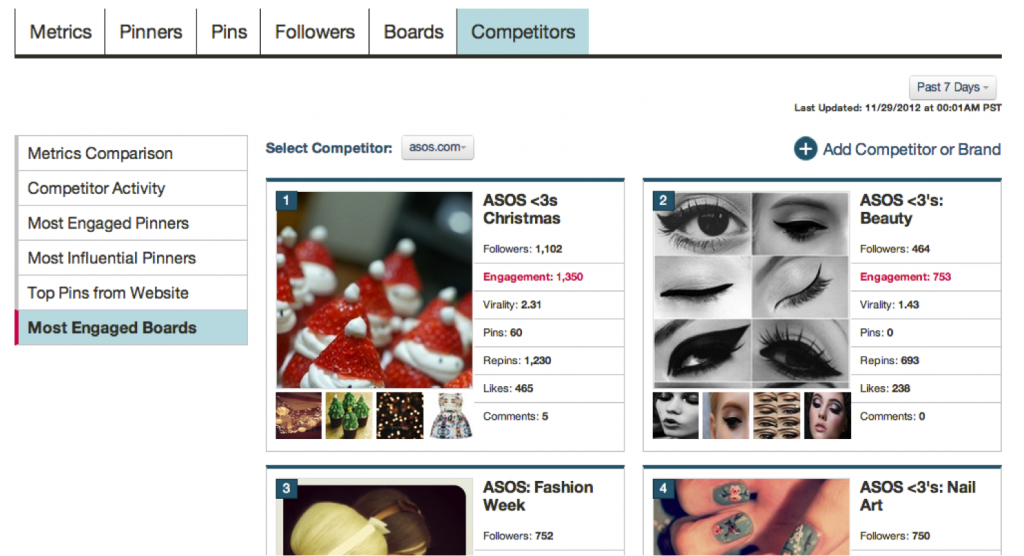 Metrics
Pinners
Pins
Followers
Boards
Competitors
Past 7 Days
Last Updated: 11/29/2012 at 00:01AM PST
Metrics Comparison
Competitor Activity
Most Engaged Pinners
Most Influential Pinners
Top Pins from Website
Most Engaged Boards
Select Competitor: asos.com
Add Competitor or Brand
1
ASOS <3s
Christmas
Followers: 1,102
Engagement: 1,350
Virality: 2.31
Pins: 60
Repins: 1,230
Likes: 465
Comments: 5
2
ASOS <3's:
Beauty
Followers: 464
Engagement: 753
Virality: 1.43
Pins: 0
Repins: 693
Likes: 238
Comments: 0
3
ASOS: Fashion
Week
Followers: 752
4
ASOS <3's: Nail
Art
Followers: 750